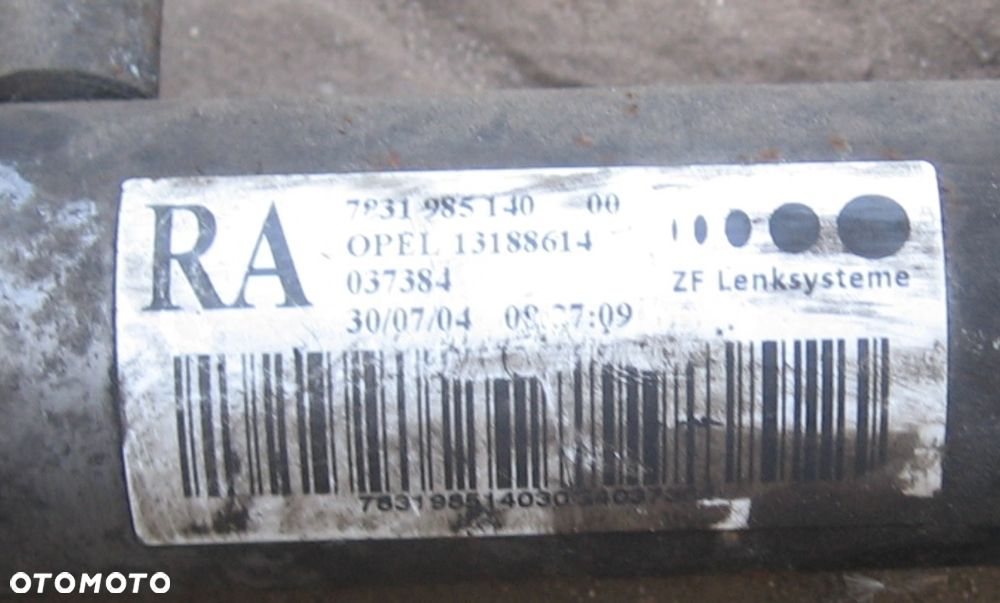 RA
7831 985 140 00
OPEL 13188614
037384
30/07/04
ZF Lenksysteme
OTOMOTO